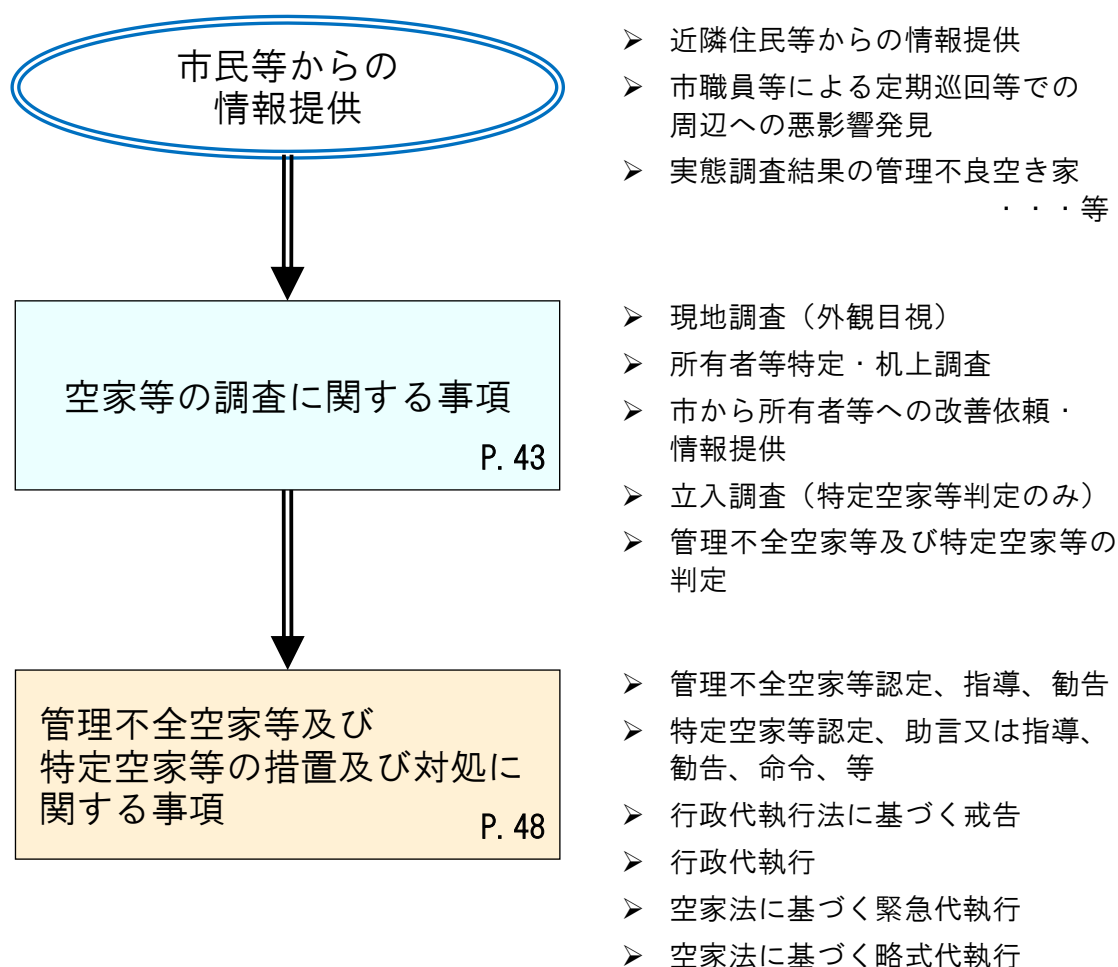 市民等からの
情報提供
➢ 近隣住民等からの情報提供
➢ 市職員等による定期巡回等での
周辺への悪影響発見
➢ 実態調査結果の管理不良空き家
・・・等
空家等の調査に関する事項
P. 43
➢ 現地調査（外観目視）
➢ 所有者等特定・机上調査
➢ 市から所有者等への改善依頼・
情報提供
➢ 立入調査（特定空家等判定のみ）
➢ 管理不全空家等及び特定空家等の
判定
管理不全空家等及び
特定空家等の措置及び対処に
関する事項
P. 48
➢ 管理不全空家等認定、指導、勧告
➢ 特定空家等認定、助言又は指導、
勧告、命令、等
➢ 行政代執行法に基づく戒告
➢ 行政代執行
➢ 空家法に基づく緊急代執行
➢ 空家法に基づく略式代執行